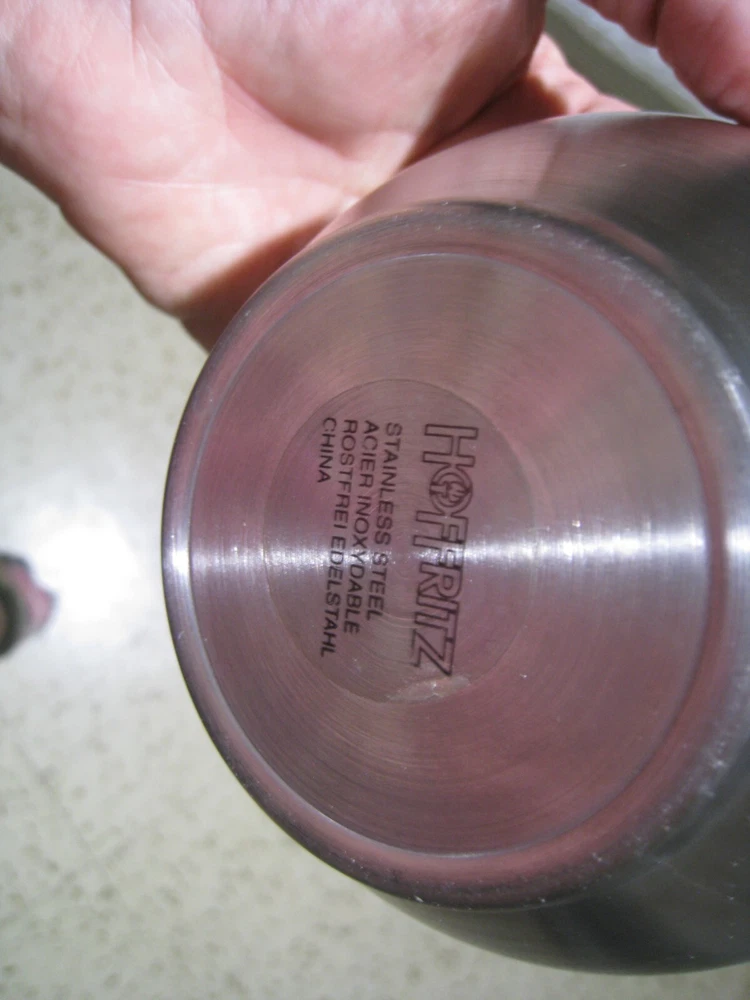 HOFFRITZ
STAINLESS STEEL
ACIER INOXYDABLE
ROSTFREI EDELSTAHL
CHINA